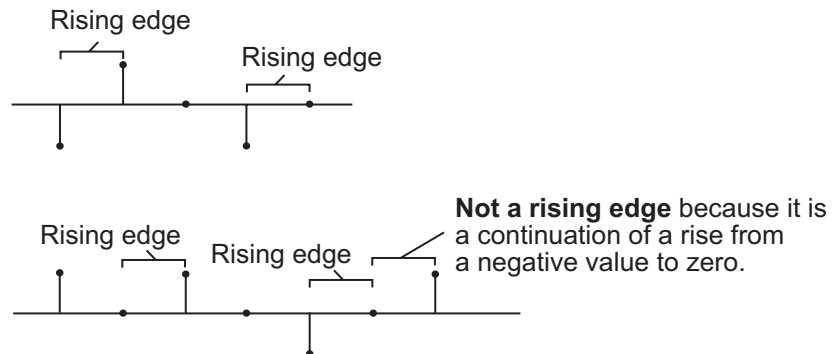 Rising edge
Rising edge
Not a rising edge because it is
a continuation of a rise from
a negative value to zero.
Rising edge
Rising edge